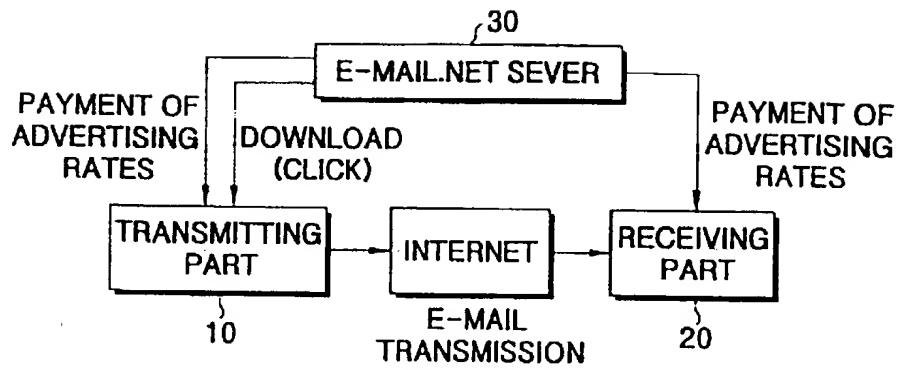 30
E-MAIL.NET SEVER
PAYMENT OF
ADVERTISING
RATES
DOWNLOAD
(CLICK)
PAYMENT OF
ADVERTISING
RATES
TRANSMITTING
PART
INTERNET
RECEIVING
PART
10
E-MAIL
TRANSMISSION
20